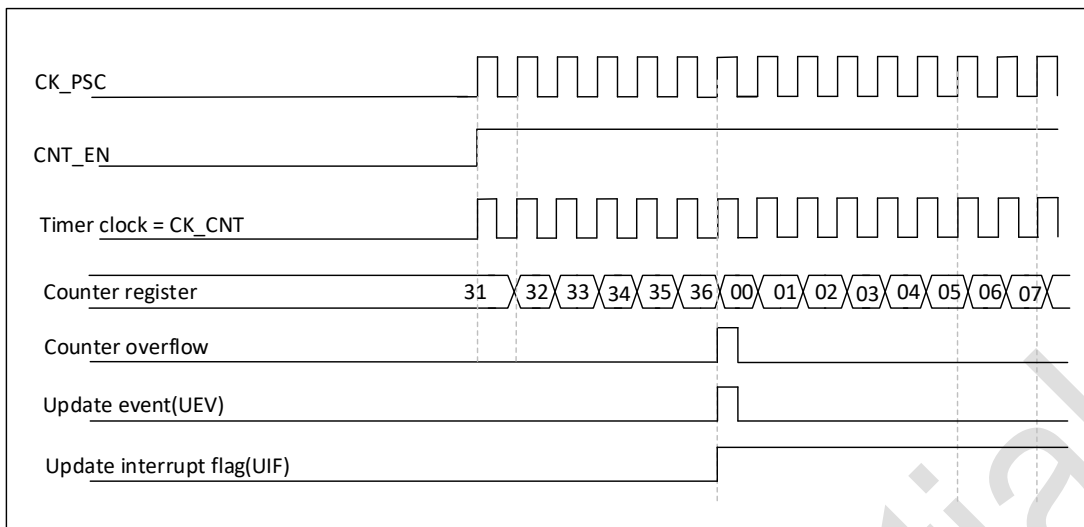 CK_PSC
CNT_EN
Timer clock = CK_CNT
Counter register 31 32 33 34 35 36 00 01 02 03 04 05 06 07
Counter overflow
Update event(UEV)
Update interrupt flag(UIF)
tial